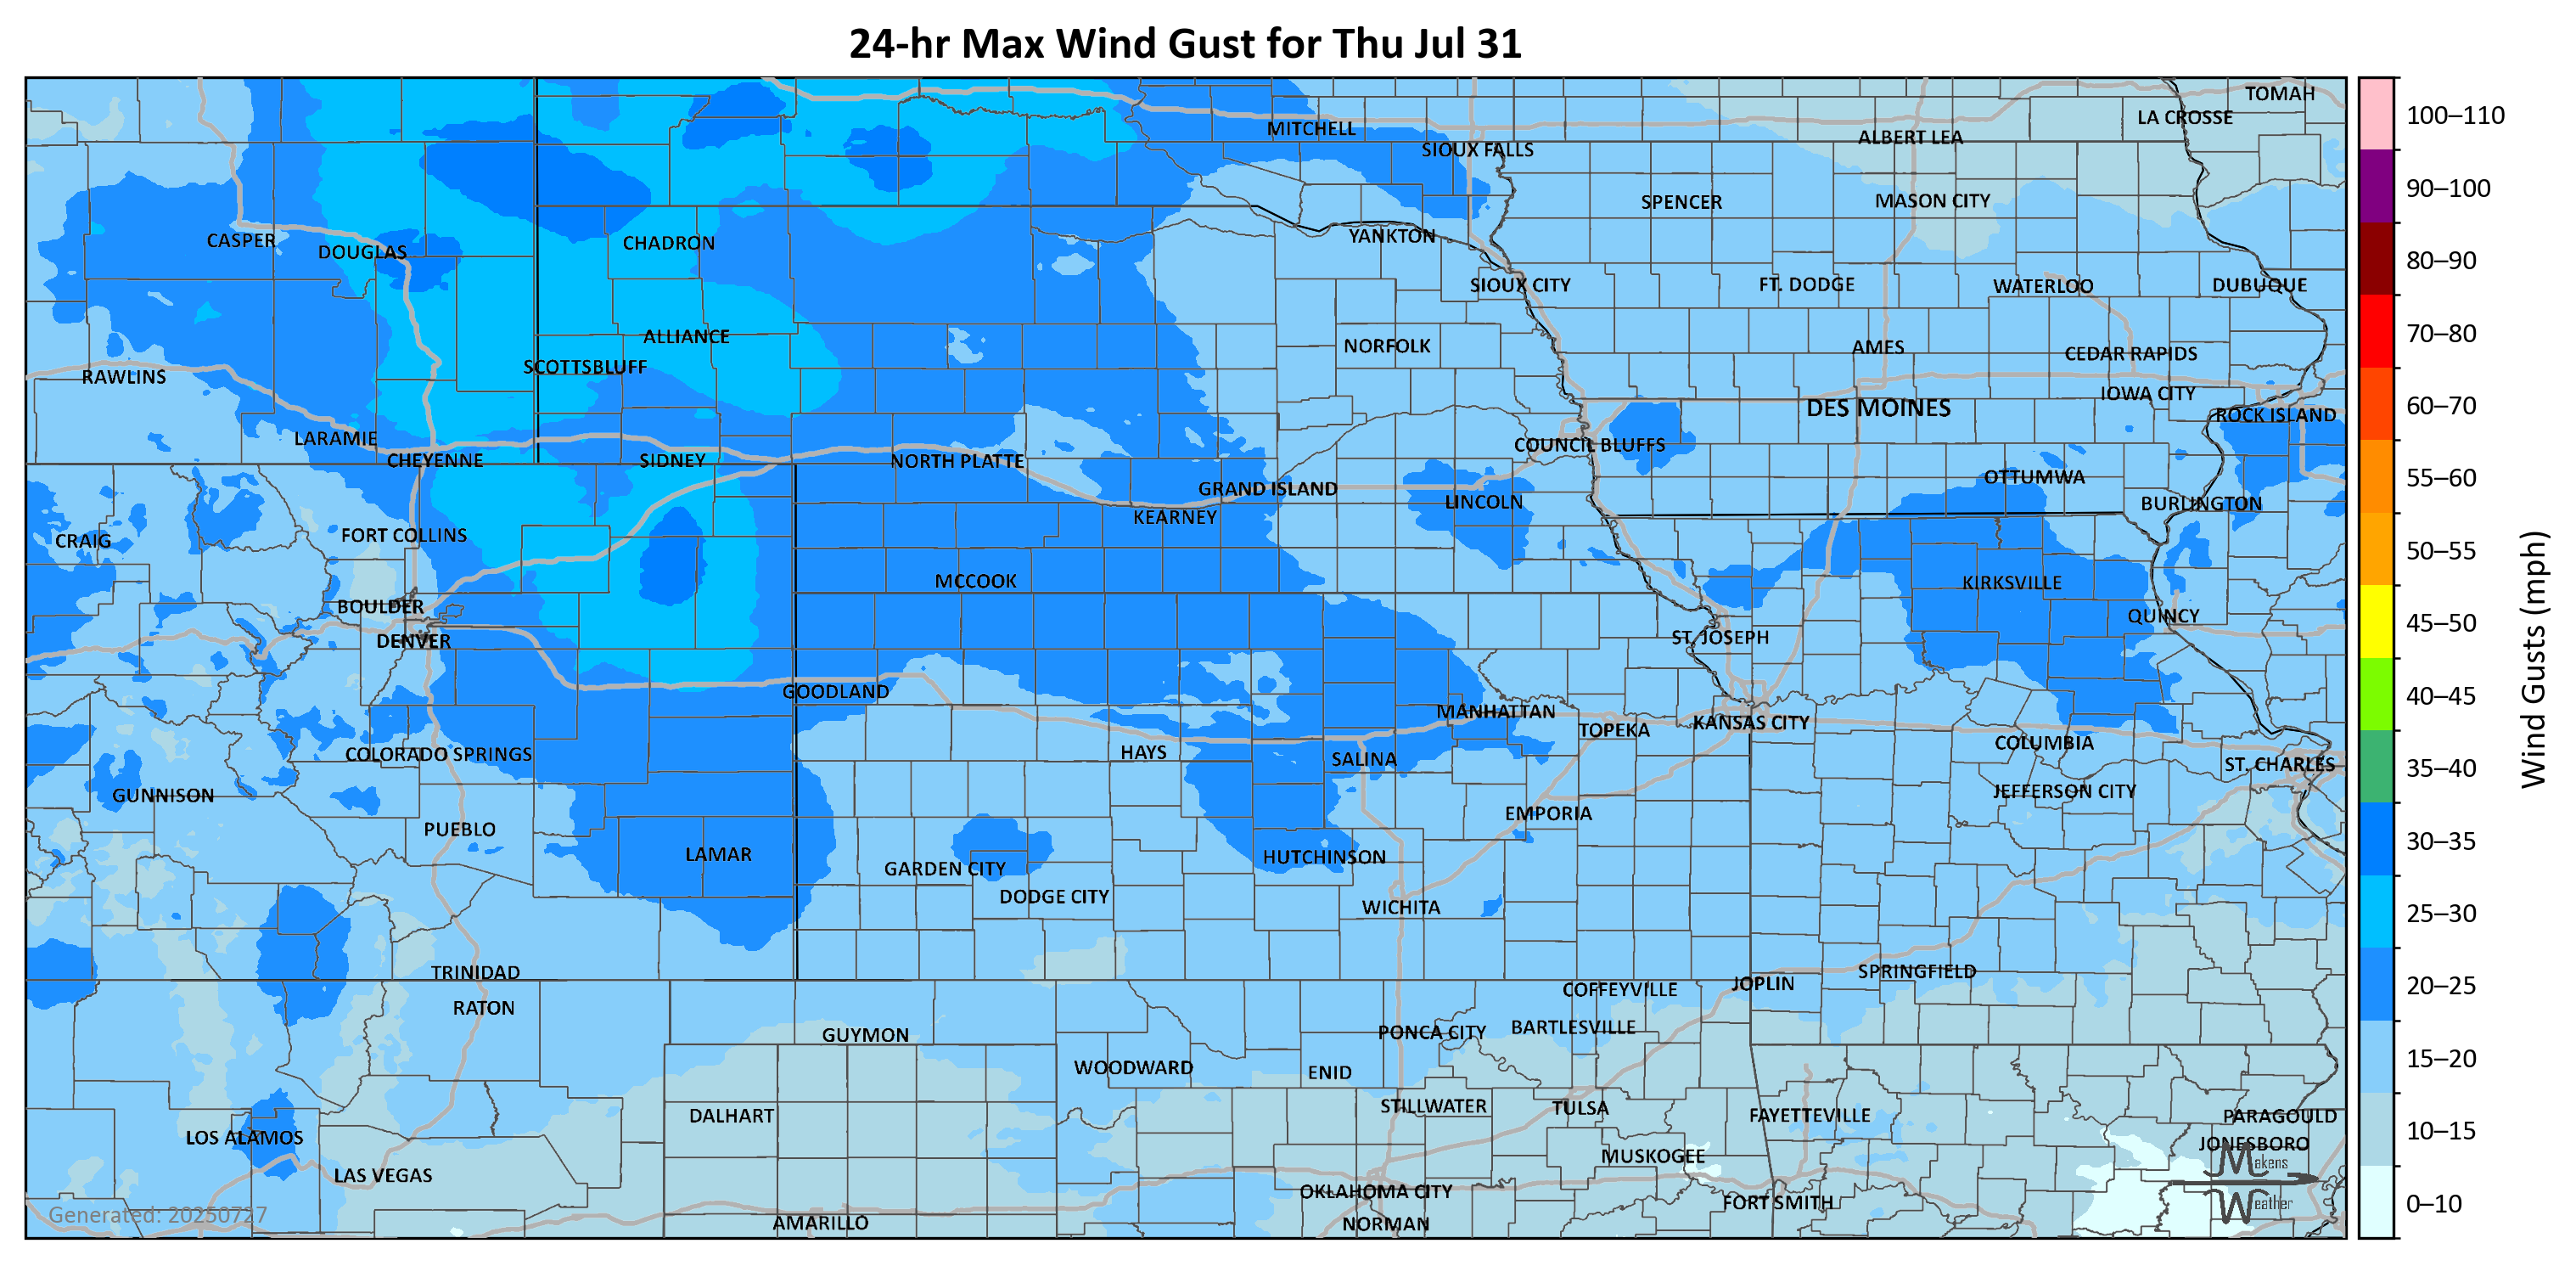 24-hr Max Wind Gust for Thu Jul 31
TOMAH
LA CROSSE
MITCHELL
ALBERT LEA
SIOUX FALLS
SPENCER
MASON CITY
CASPER
DOUGLAS
CHADRON
YANKTON
SIOUX CITY
FT. DODGE
WATERLOO
DUBUQUE
ALLIANCE
NORFOLK
AMES
CEDAR RAPIDS
SCOTTSBLUFF
RAWLINS
IOWA CITY
DES MOINES
ROCK ISLAND
LARAMIE
COUNCIL BLUFFS
CHEYENNE
SIDNEY
NORTH PLATTE
OTTUMWA
GRAND ISLAND
LINCOLN
BURLINGTON
KEARNEY
FORT COLLINS
CRAIG
MCCOOK
KIRKSVILLE
BOULDER
QUINCY
DENVER
ST. JOSEPH
GOODLAND
MANHATTAN
KANSAS CITY
TOPEKA
COLUMBIA
COLORADO SPRINGS
HAYS
SALINA
ST. CHARLES
GUNNISON
JEFFERSON CITY
EMPORIA
PUEBLO
LAMAR
HUTCHINSON
GARDEN CITY
DODGE CITY
WICHITA
TRINIDAD
SPRINGFIELD
JOPLIN
COFFEYVILLE
RATON
GUYMON
PONCA CITY
BARTLESVILLE
WOODWARD
ENID
STILLWATER
TULSA
DALHART
FAYETTEVILLE
PARAGOULD
LOS ALAMOS
JONESBORO
MUSKOGEE
LAS VEGAS
OKLAHOMA CITY
FORT SMITH
AMARILLO
NORMAN
Generated: 20250727
Makens
Weather
100–110
90–100
80–90
70–80
60–70
55–60
50–55
45–50
40–45
35–40
30–35
25–30
20–25
15–20
10–15
0–10
Wind Gusts (mph)